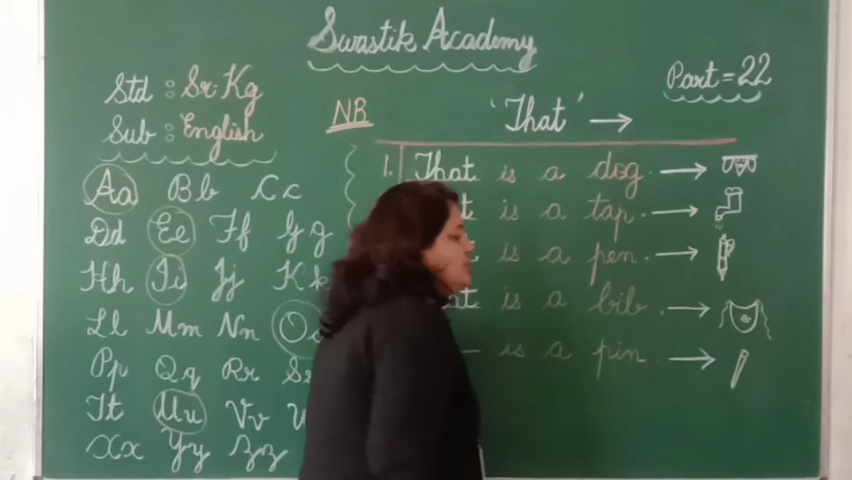 Swastik Academy
Std : Sr. Kg
Sub : English
NB
'That' →
Part = 22
Aa Bb Cc
Dd Ee Ff Gg
Hh Ii Jj Kk
Ll Mm Nn
Pp Qq Rr
Tt Uu Vv
Xx Yy Zz
1. That is a dog. →
is a tap. →
is a pen. →
is a bib. →
is a pin →